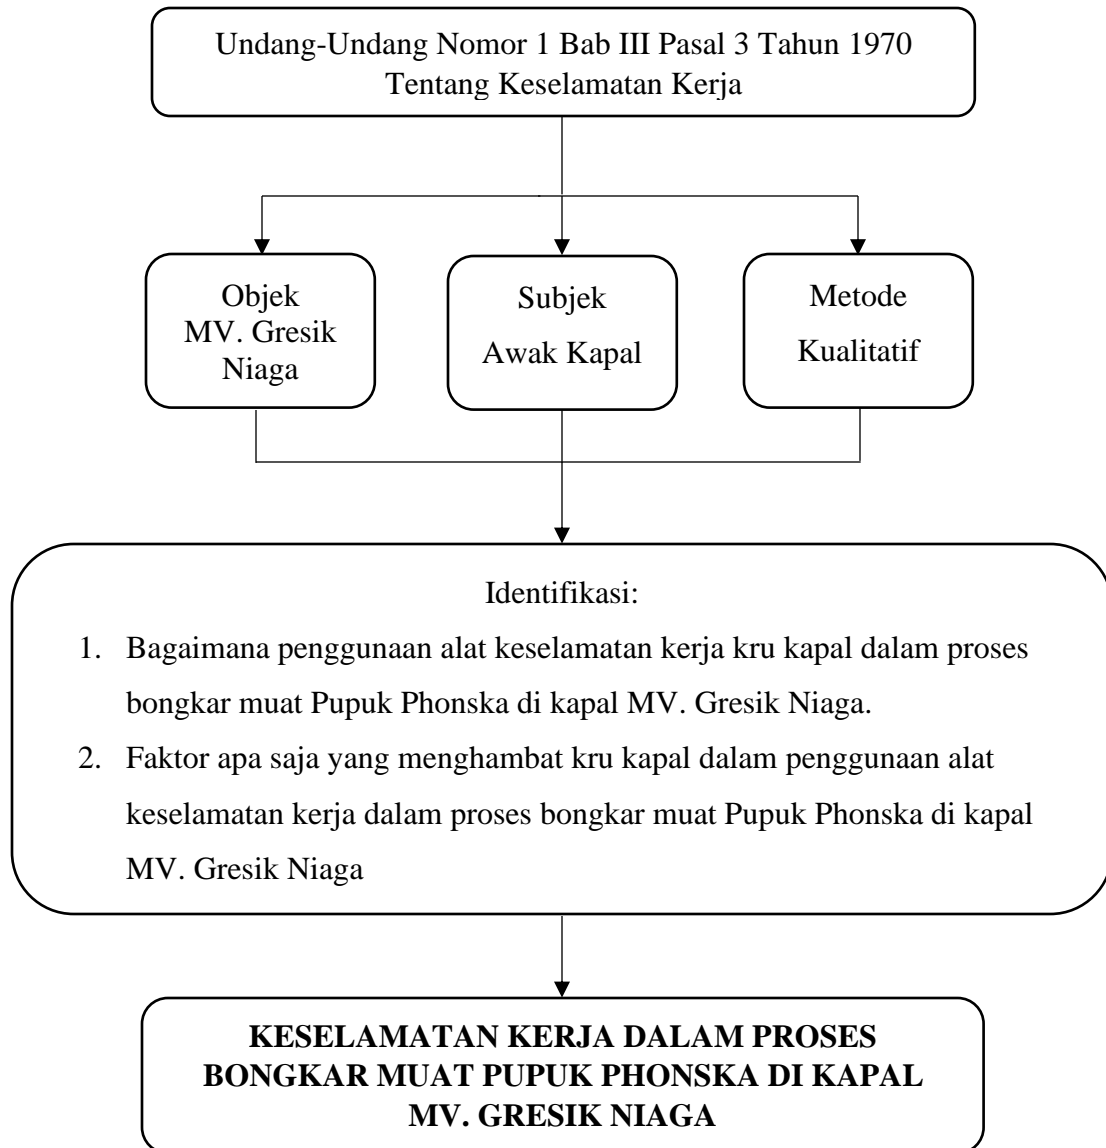 Undang-Undang Nomor 1 Bab III Pasal 3 Tahun 1970
Tentang Keselamatan Kerja
Objek
MV. Gresik
Niaga
Subjek
Awak Kapal
Metode
Kualitatif
Identifikasi:
1. Bagaimana penggunaan alat keselamatan kerja kru kapal dalam proses
bongkar muat Pupuk Phonska di kapal MV. Gresik Niaga.
2. Faktor apa saja yang menghambat kru kapal dalam penggunaan alat
keselamatan kerja dalam proses bongkar muat Pupuk Phonska di kapal
MV. Gresik Niaga
KESELAMATAN KERJA DALAM PROSES
BONGKAR MUAT PUPUK PHONSKA DI KAPAL
MV. GRESIK NIAGA